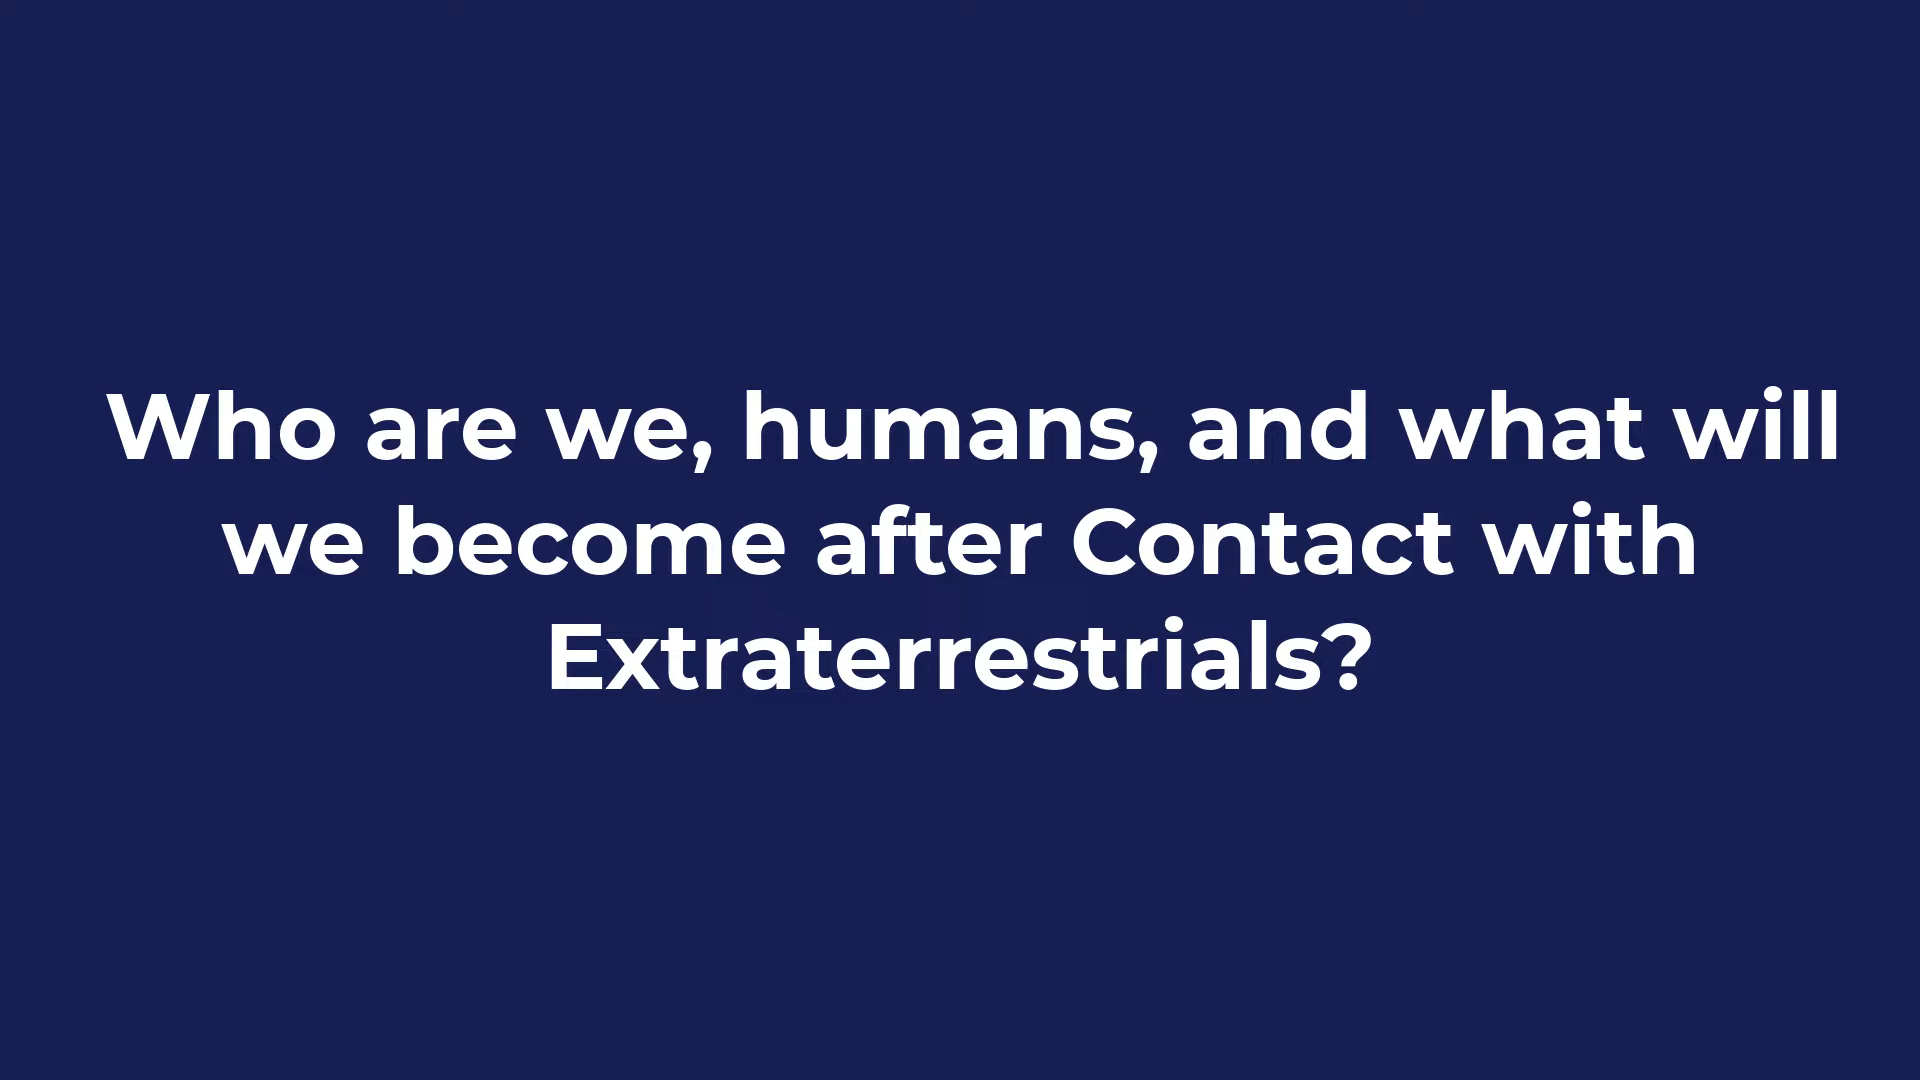 Who are we, humans, and what will
we become after Contact with
Extraterrestrials?